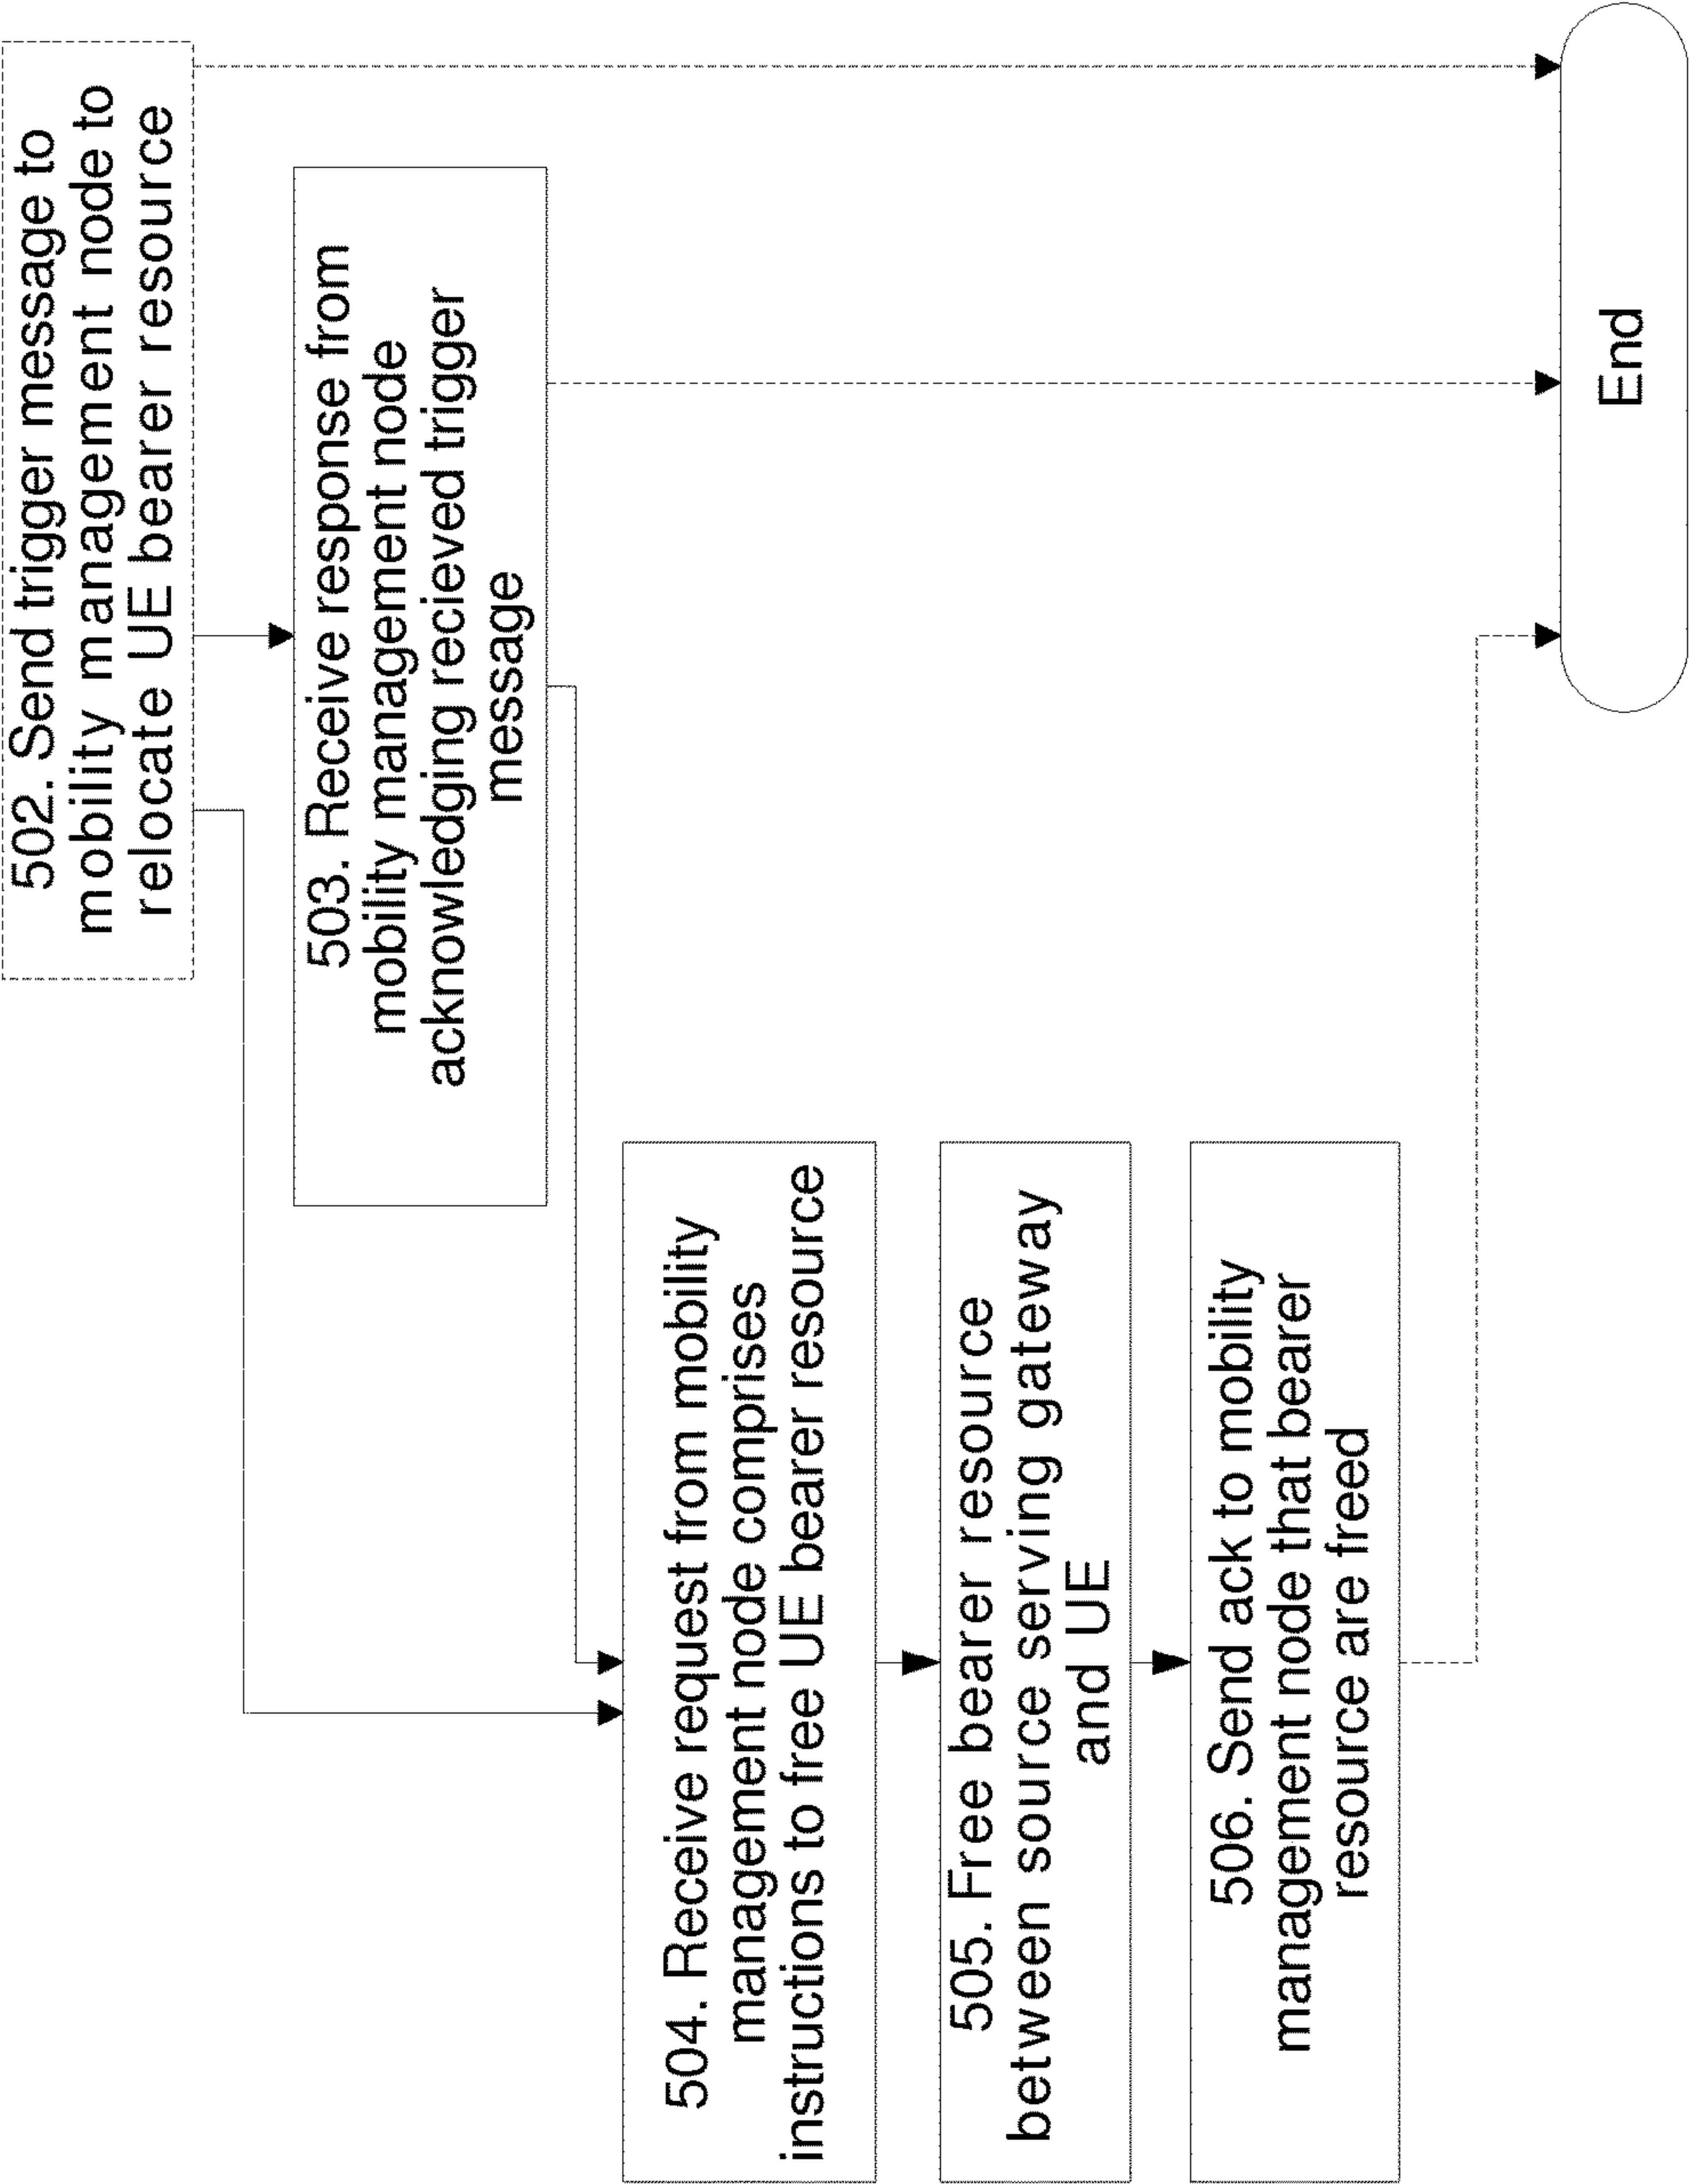 502. Send trigger message to
mobility management node to
relocate UE bearer resource
503. Receive response from
mobility management node
acknowledging recieved trigger
message
504. Receive request from mobility
management node comprises
instructions to free UE bearer resource
505. Free bearer resource
between source serving gateway
and UE
506. Send ack to mobility
management node that bearer
resource are freed
End